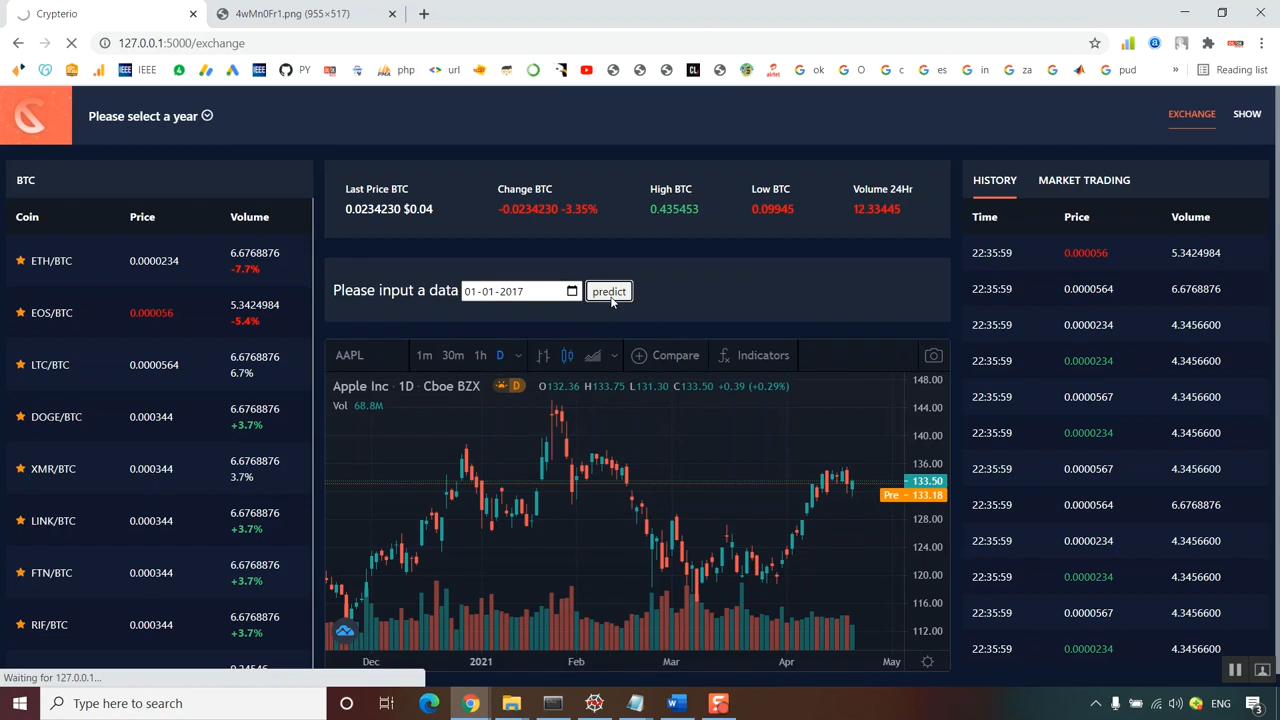 Crypterio
4wMn0Fr1.png (955×517)
127.0.0.1:5000/exchange
IEEE
PY
php
url
ok
O
c
es
in
za
pud
»
Reading list
Please select a year
EXCHANGE
SHOW
BTC
Coin Price Volume
ETH/BTC 0.0000234 6.6768876
-7.7%
EOS/BTC 0.000056 5.3424984
-5.4%
LTC/BTC 0.0000564 6.6768876
6.7%
DOGE/BTC 0.000344 6.6768876
+3.7%
XMR/BTC 0.000344 6.6768876
3.7%
LINK/BTC 0.000344 6.6768876
+3.7%
FTN/BTC 0.000344 6.6768876
+3.7%
RIF/BTC 0.000344 6.6768876
+3.7%
Last Price BTC Change BTC High BTC Low BTC Volume 24Hr
0.0234230 $0.04 -0.0234230 -3.35% 0.435453 0.09945 12.33445
Please input a data 01-01-2017 predict
AAPL 1m 30m 1h D Compare Indicators
Apple Inc · 1D · Cboe BZX D O132.36 H133.75 L131.30 C133.50 +0.39 (+0.29%)
Vol 68.8M
148.00
144.00
140.00
136.00
133.50
Pre − 133.18
128.00
124.00
120.00
116.00
112.00
Dec 2021 Feb Mar Apr May
HISTORY MARKET TRADING
Time Price Volume
22:35:59 0.000056 5.3424984
22:35:59 0.0000564 6.6768876
22:35:59 0.0000234 4.3456600
22:35:59 0.0000234 4.3456600
22:35:59 0.0000567 4.3456600
22:35:59 0.0000234 4.3456600
22:35:59 0.0000567 4.3456600
22:35:59 0.0000564 6.6768876
22:35:59 0.0000234 4.3456600
22:35:59 0.0000234 4.3456600
22:35:59 0.0000567 4.3456600
22:35:59 0.0000234 4.3456600
Waiting for 127.0.0.1...
Type here to search
ENG
3